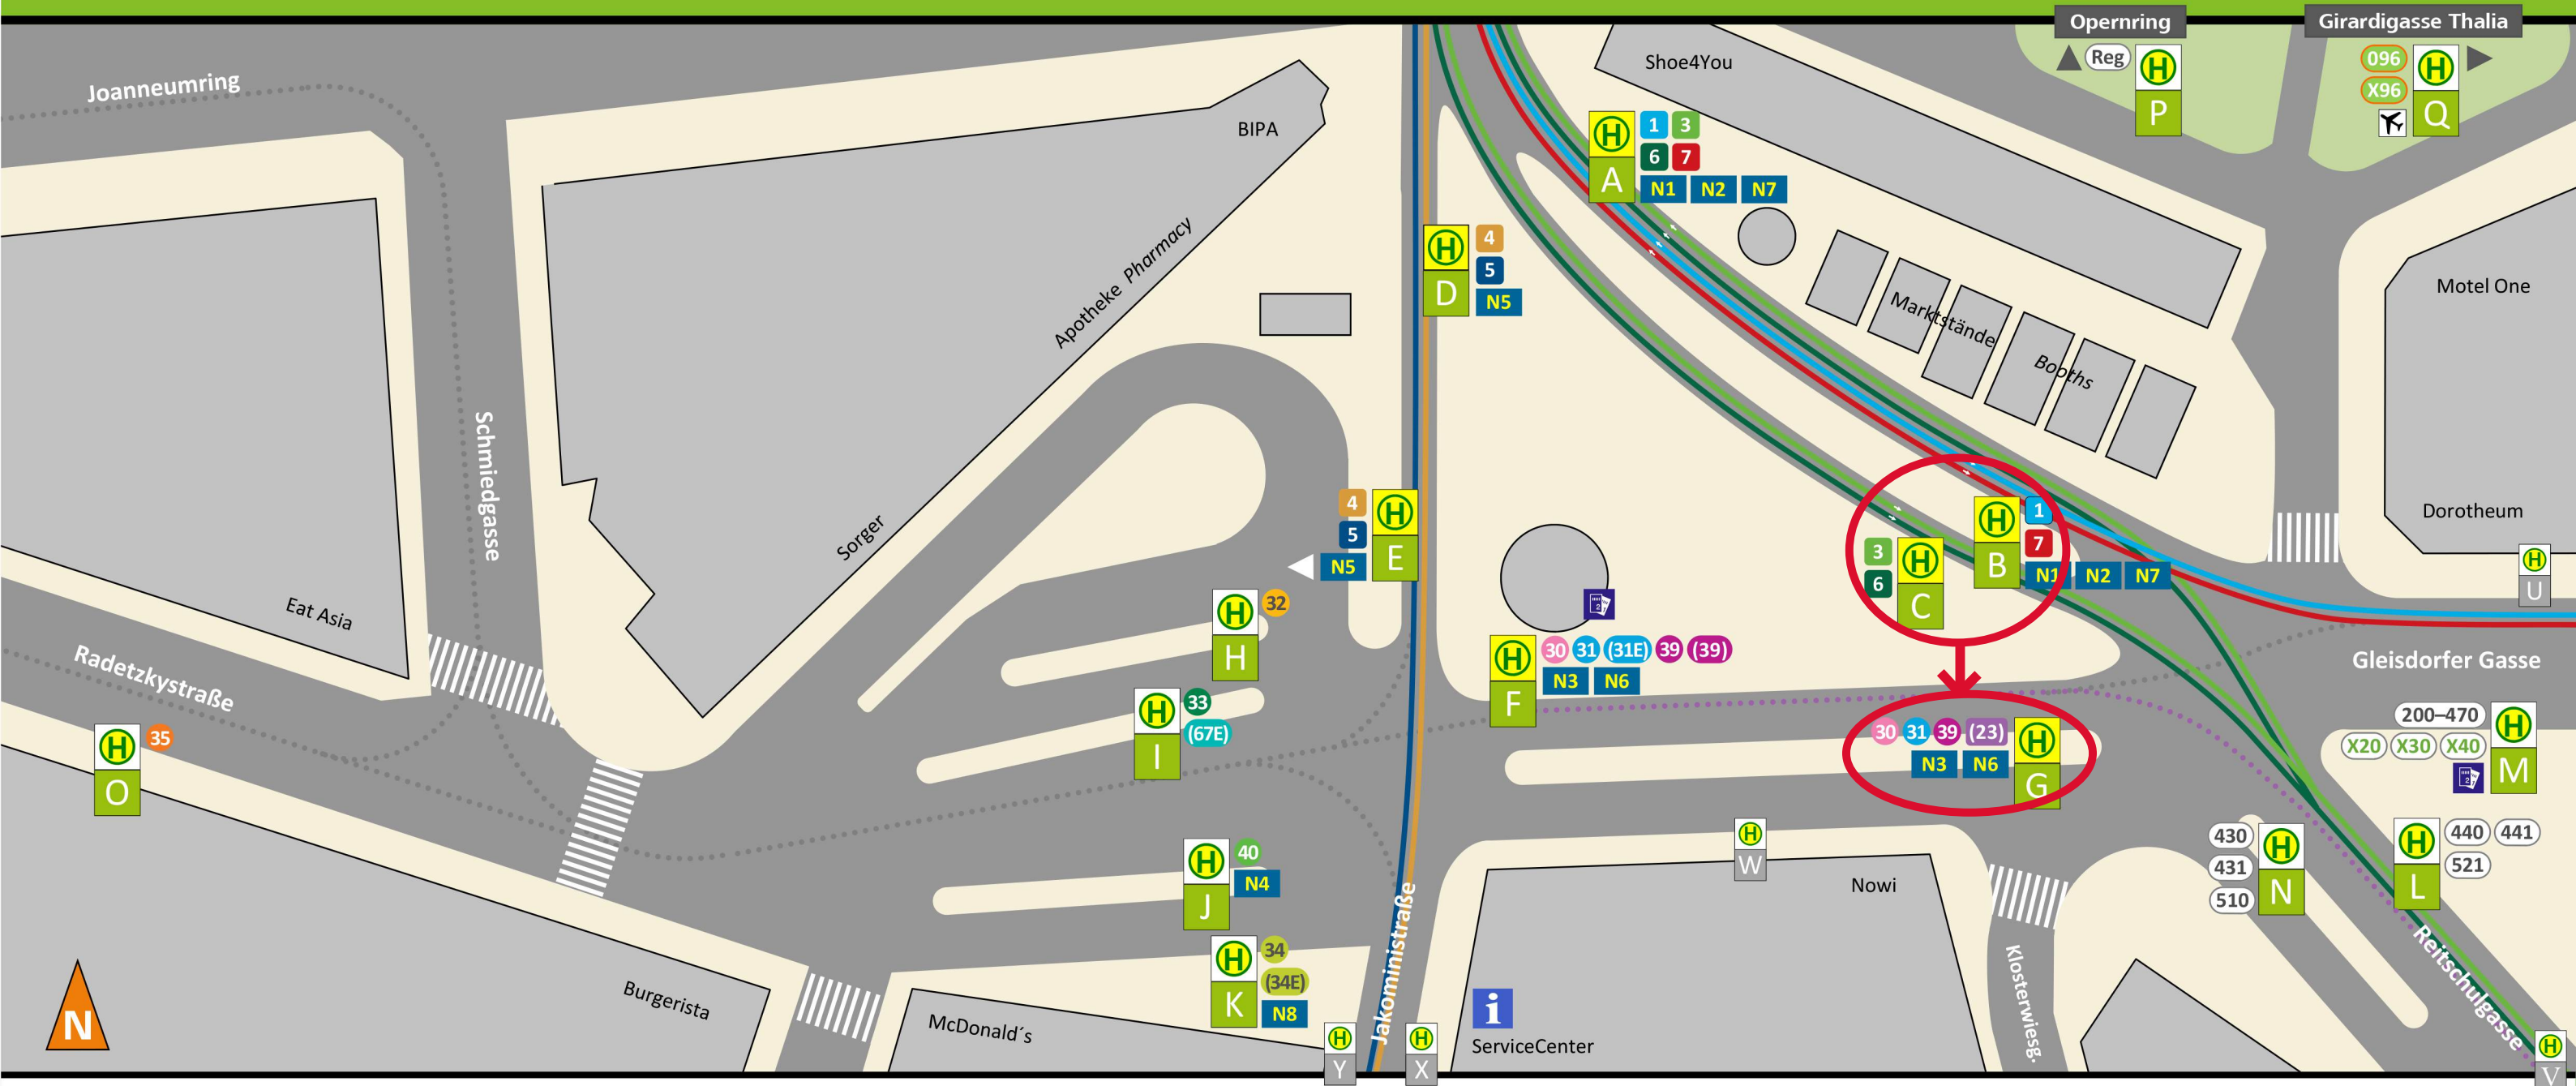 Opernring
Girardigasse Thalia
Reg
H
P
096
X96
H
Q
Joanneumring
Shoe4You
BIPA
H
A
1 3
6 7
N1 N2 N7
Apotheke Pharmacy
H
D
4
5
N5
Marktstände
Booths
Motel One
Schmiedgasse
Sorger
4
5
N5
H
E
H
B
1
7
N1 N2 N7
3
6
H
C
Dorotheum
H
U
Eat Asia
H
H
32
H
F
30 31 (31E) 39 (39)
N3 N6
Radetzkystraße
Gleisdorfer Gasse
H
O
35
H
I
33
(67E)
30 31 39 (23)
N3 N6
H
G
200–470
X20 X30 X40
H
M
H
J
40
N4
H
W
Nowi
430
431
510
H
N
H
L
440 441
521
H
K
34
(34E)
N8
Jakoministraße
Klosterwiesg.
Reitschulgasse
N
Burgerista
McDonald´s
i
ServiceCenter
H
Y
H
X
H
V